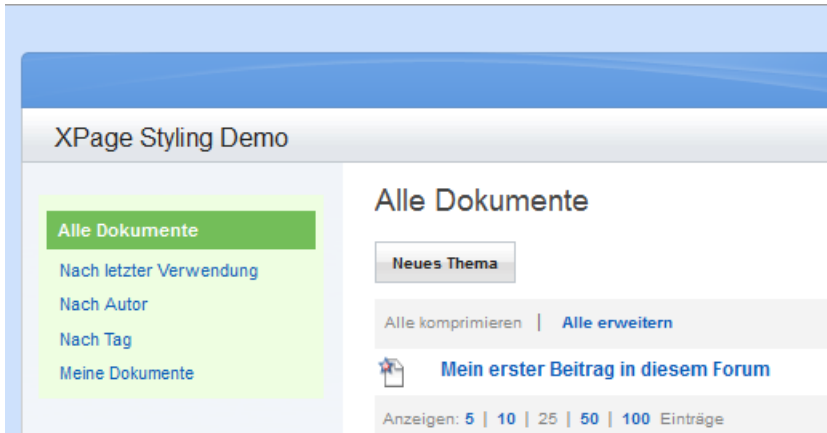 XPage Styling Demo
Alle Dokumente
Nach letzter Verwendung
Nach Autor
Nach Tag
Meine Dokumente
Alle Dokumente
Neues Thema
Alle komprimieren | Alle erweitern
Mein erster Beitrag in diesem Forum
Anzeigen: 5 | 10 | 25 | 50 | 100 Einträge